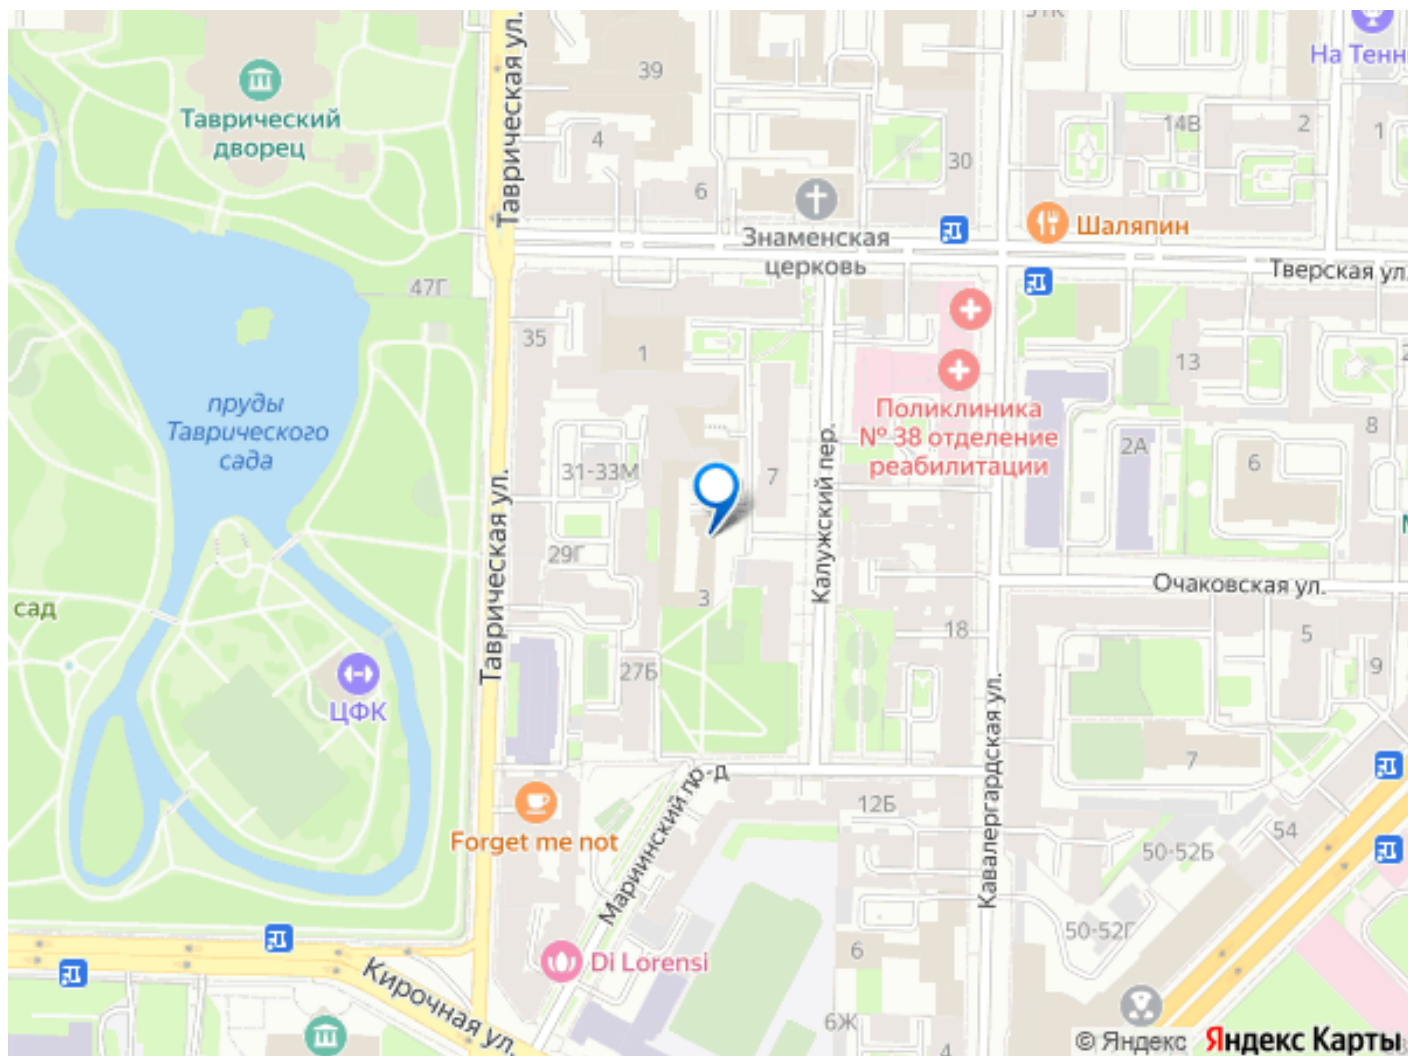 Таврическая ул.
39
4
6
Таврический
дворец
30
14В
2
1
На Тенн
Знаменская
церковь
Шаляпин
Тверская ул.
47Г
35
1
13
пруды
Таврического
сада
Поликлиника
№ 38 отделение
реабилитации
8
2А
6
31-33М
7
Таврическая ул.
Калужский пер.
29Г
3
Очаковская ул.
сад
18
5
9
27Б
ЦФК
Кавалергардская ул.
7
Мариинский пр-д
12Б
Forget me not
54
50-52Б
50-52Г
6
Di Lorensi
Кирочная ул.
6Ж
4
© Яндекс Яндекс Карты